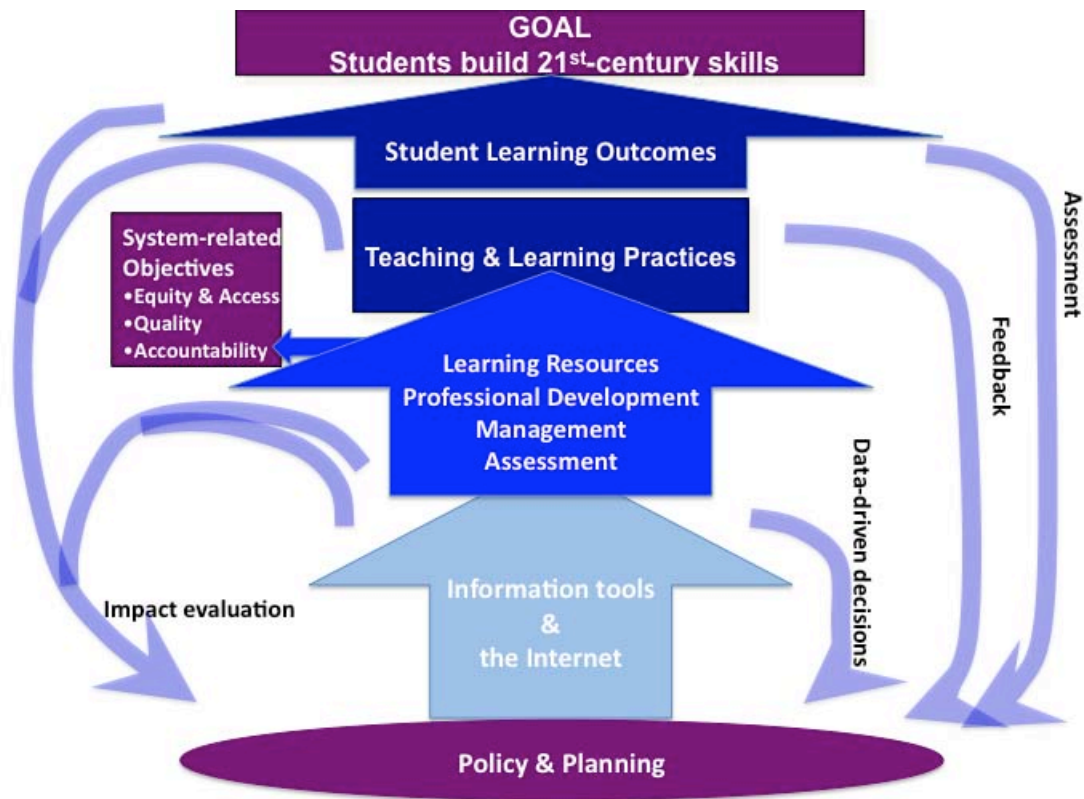 GOAL
Students build 21st-century skills
Student Learning Outcomes
System-related
Objectives
•Equity & Access
•Quality
•Accountability
Teaching & Learning Practices
Assessment
Feedback
Learning Resources
Professional Development
Management
Assessment
Data-driven decisions
Impact evaluation
Information tools
&
the Internet
Policy & Planning